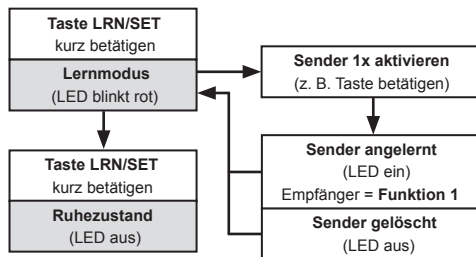 Taste LRN/SET
kurz betätigen
Lernmodus
(LED blinkt rot)
Sender 1x aktivieren
(z. B. Taste betätigen)
Taste LRN/SET
kurz betätigen
Ruhezustand
(LED aus)
Sender angelernt
(LED ein)
Empfänger = Funktion 1
Sender gelöscht
(LED aus)